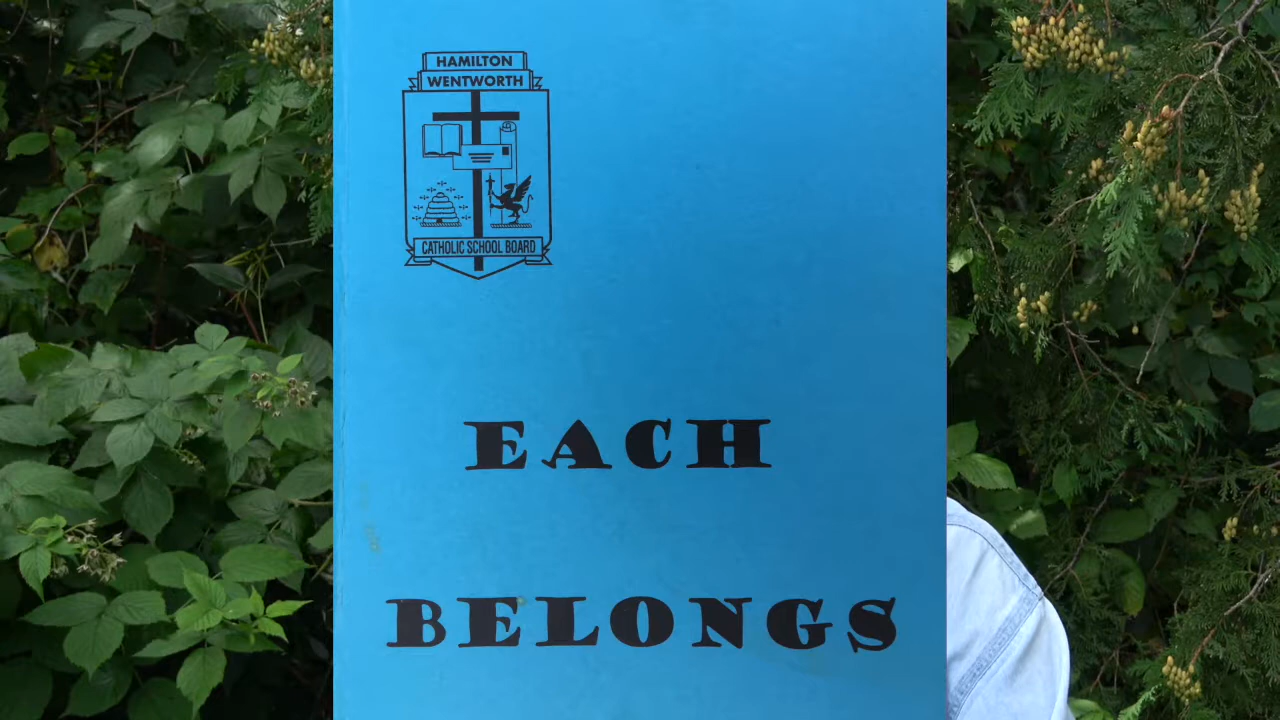 HAMILTON
WENTWORTH
CATHOLIC SCHOOL BOARD
EACH
BELONGS